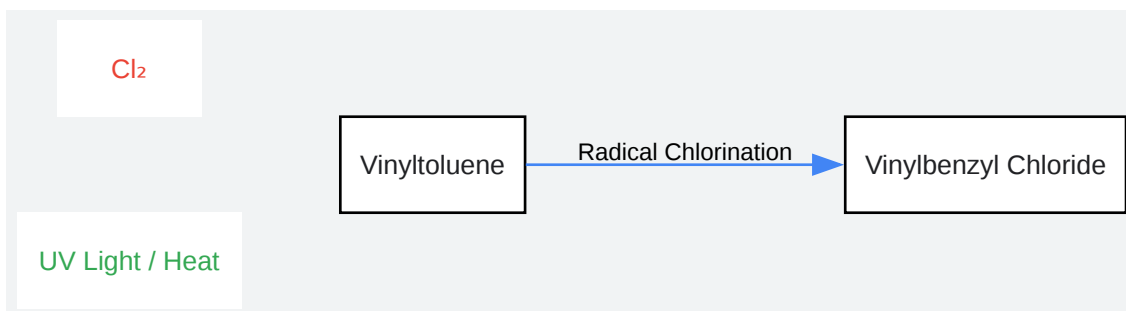 Cl₂
Vinyltoluene
Radical Chlorination
Vinylbenzyl Chloride
UV Light / Heat